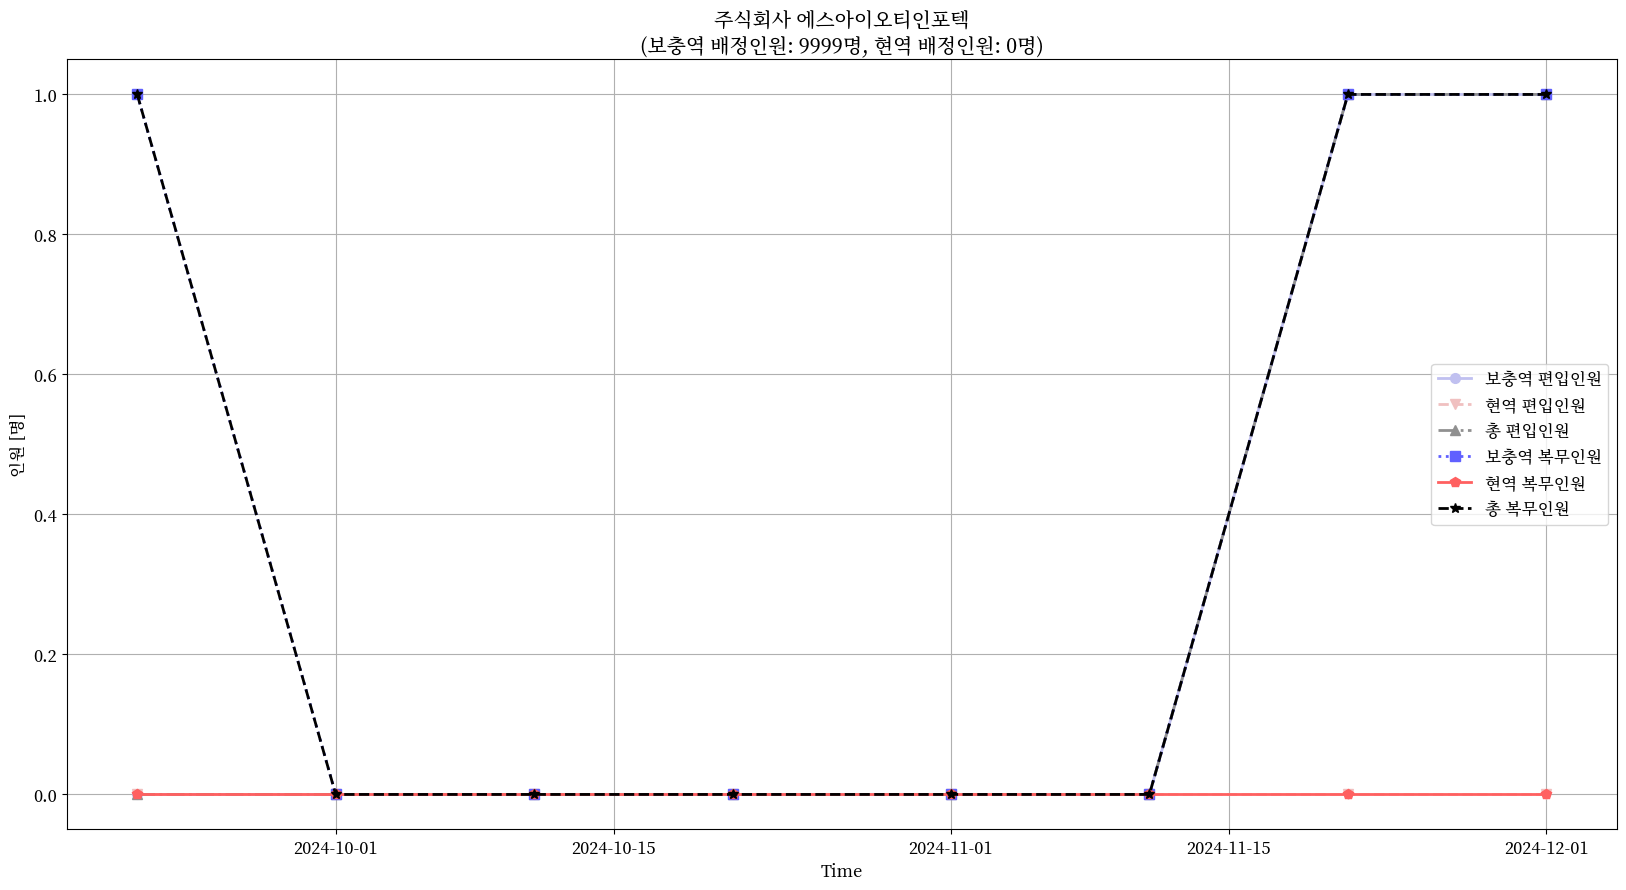 주식회사 에스아이오티인포텍
(보충역 배정인원: 9999명, 현역 배정인원: 0명)
1.0
0.8
0.6
0.4
0.2
0.0
인원 [명]
보충역 편입인원
현역 편입인원
총 편입인원
보충역 복무인원
현역 복무인원
총 복무인원
2024-10-01
2024-10-15
2024-11-01
2024-11-15
2024-12-01
Time